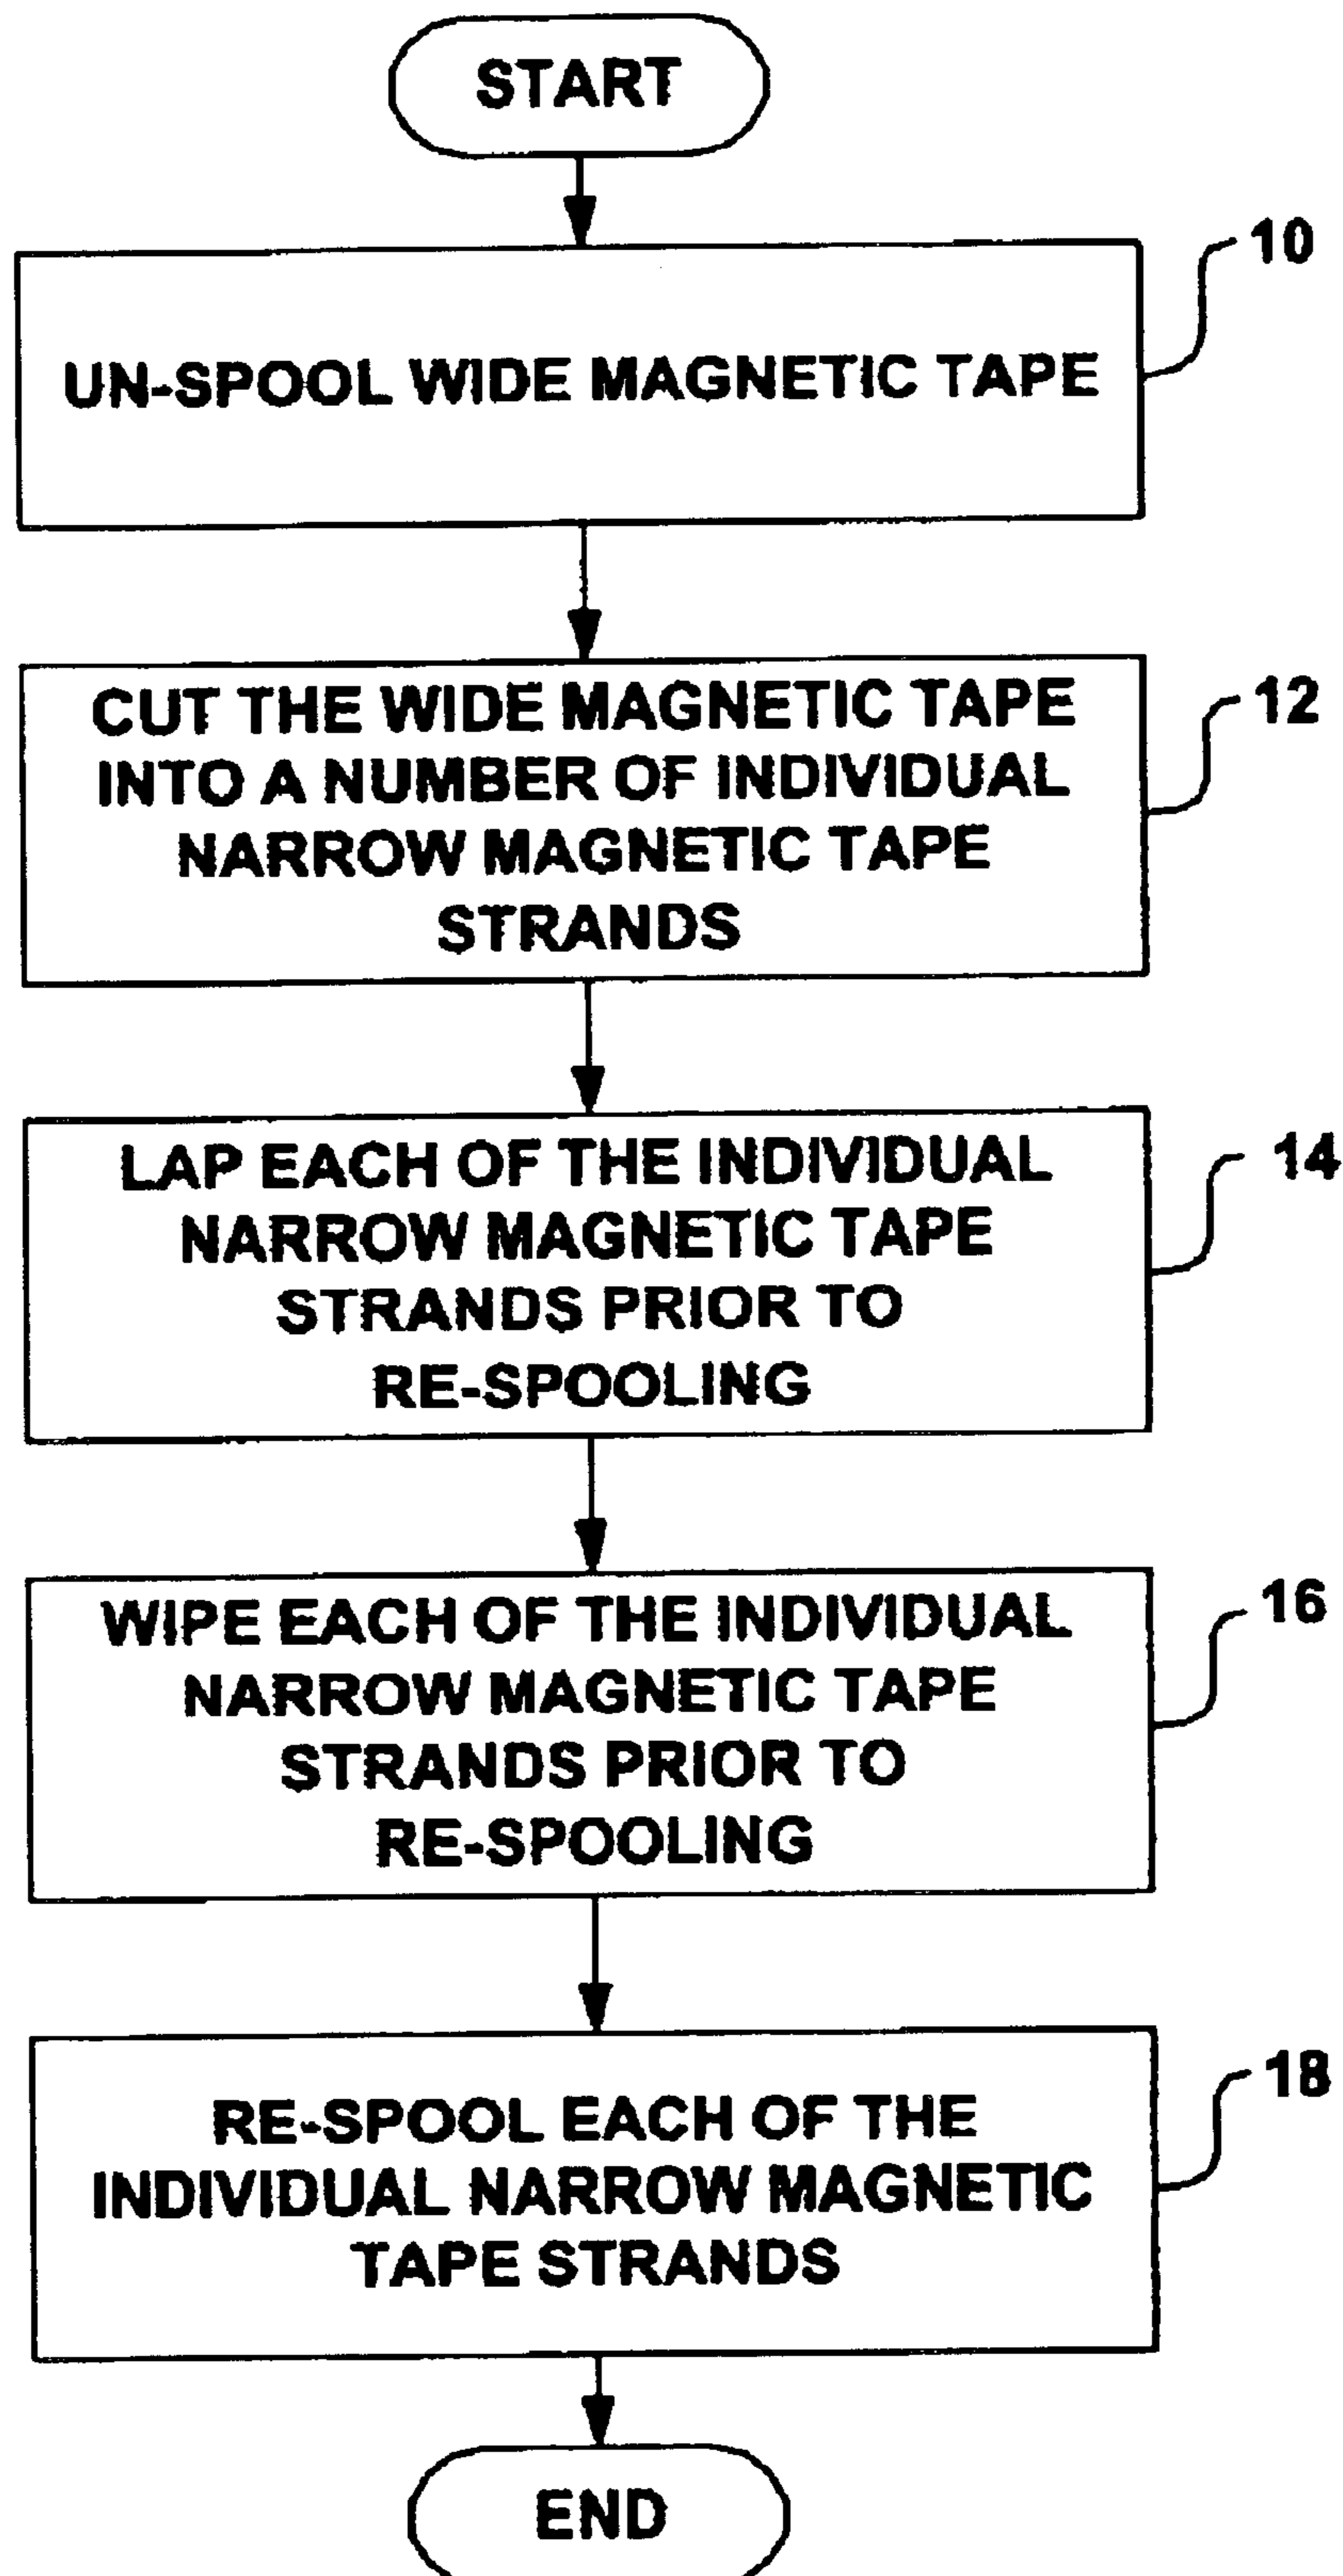 START
10
UN-SPOOL WIDE MAGNETIC TAPE
12
CUT THE WIDE MAGNETIC TAPE
INTO A NUMBER OF INDIVIDUAL
NARROW MAGNETIC TAPE
STRANDS
14
LAP EACH OF THE INDIVIDUAL
NARROW MAGNETIC TAPE
STRANDS PRIOR TO
RE-SPOOLING
16
WIPE EACH OF THE INDIVIDUAL
NARROW MAGNETIC TAPE
STRANDS PRIOR TO
RE-SPOOLING
18
RE-SPOOL EACH OF THE
INDIVIDUAL NARROW MAGNETIC
TAPE STRANDS
END